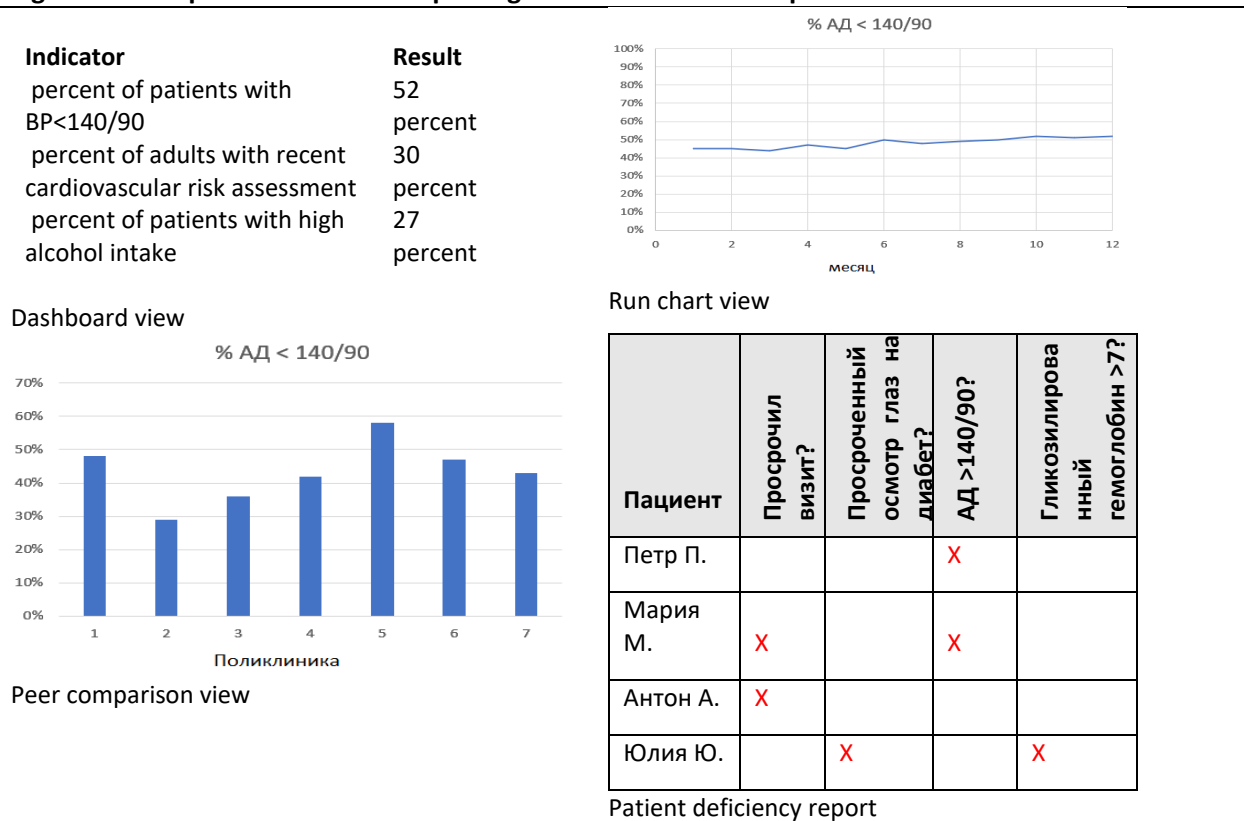 % АД < 140/90
Indicator Result
percent of patients with 52
BP<140/90 percent
percent of adults with recent 30
cardiovascular risk assessment percent
percent of patients with high 27
alcohol intake percent
Dashboard view
100%
90%
80%
70%
60%
50%
40%
30%
20%
10%
0%
0 2 4 6 8 10 12
месяц
Run chart view
% АД < 140/90
70%
60%
50%
40%
30%
20%
10%
0%
1 2 3 4 5 6 7
Поликлиника
Peer comparison view
Пациент
Просрочил
визит?
Просроченный
осмотр глаз на
диабет?
АД >140/90?
Гликозилирова
нный
гемоглобин >7?
Петр П. X
Мария
М. X X
Антон А. X
Юлия Ю. X X
Patient deficiency report